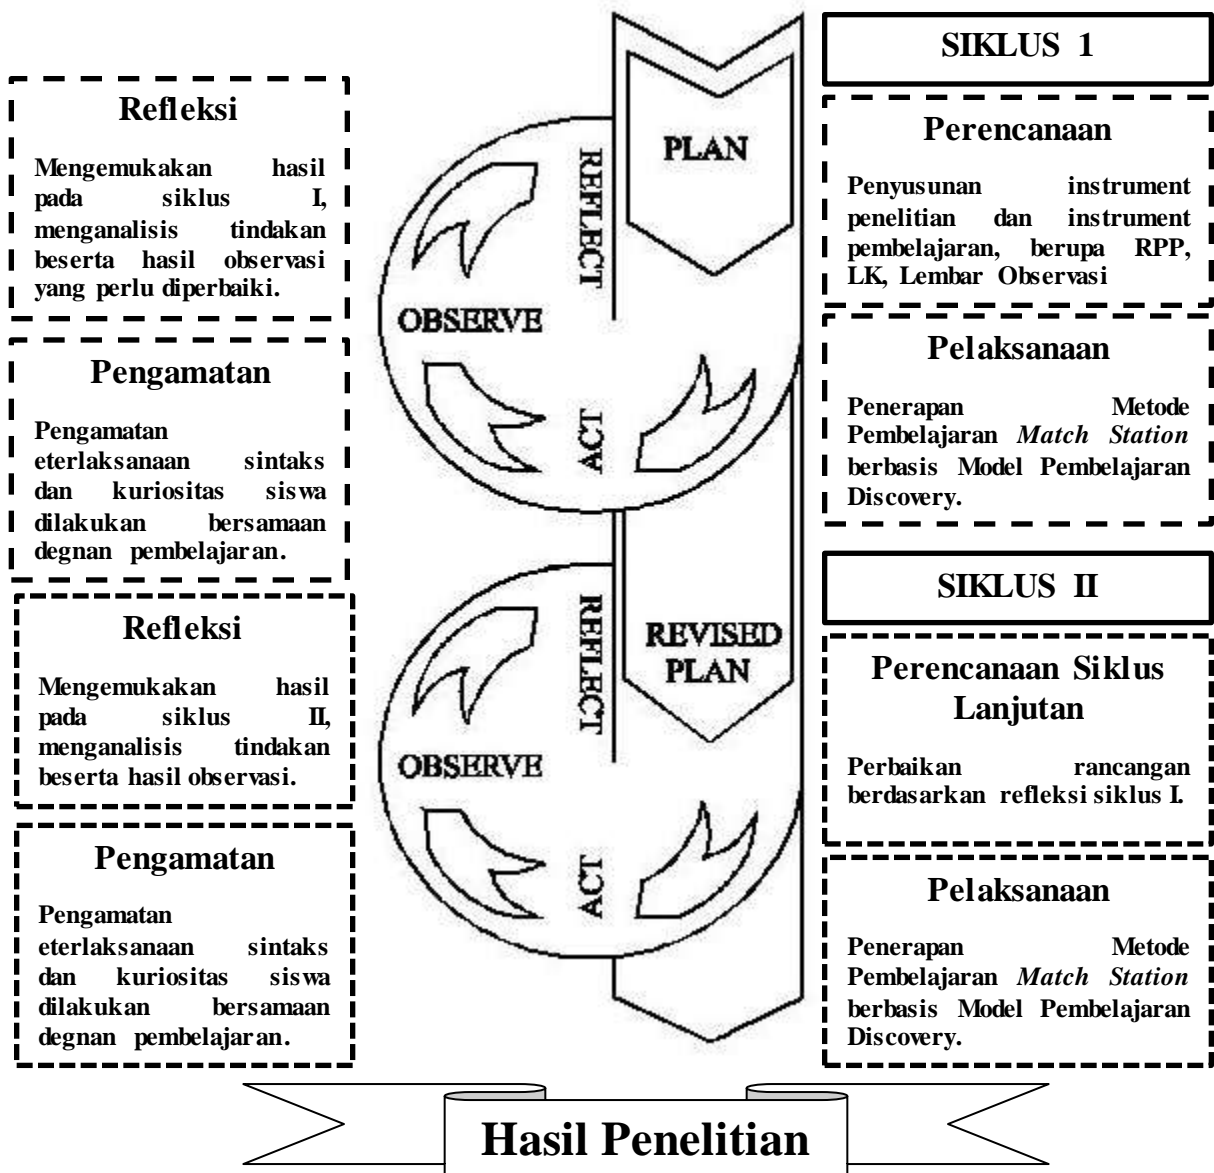 SIKLUS 1
Refleksi
Mengemukakan hasil
pada siklus I,
menganalisis tindakan
beserta hasil observasi
yang perlu diperbaiki.
Pengamatan
Pengamatan
eterlaksanaan sintaks
dan kuriositas siswa
dilakukan bersamaan
degnan pembelajaran.
Refleksi
Mengemukakan hasil
pada siklus II,
menganalisis tindakan
beserta hasil observasi.
Pengamatan
Pengamatan
eterlaksanaan sintaks
dan kuriositas siswa
dilakukan bersamaan
degnan pembelajaran.
PLAN
REFLECT
OBSERVE
ACT
REVISED
PLAN
REFLECT
OBSERVE
ACT
Perencanaan
Penyusunan instrument
penelitian dan instrument
pembelajaran, berupa RPP,
LK, Lembar Observasi
Pelaksanaan
Penerapan Metode
Pembelajaran Match Station
berbasis Model Pembelajaran
Discovery.
SIKLUS II
Perencanaan Siklus
Lanjutan
Perbaikan rancangan
berdasarkan refleksi siklus I.
Pelaksanaan
Penerapan Metode
Pembelajaran Match Station
berbasis Model Pembelajaran
Discovery.
Hasil Penelitian